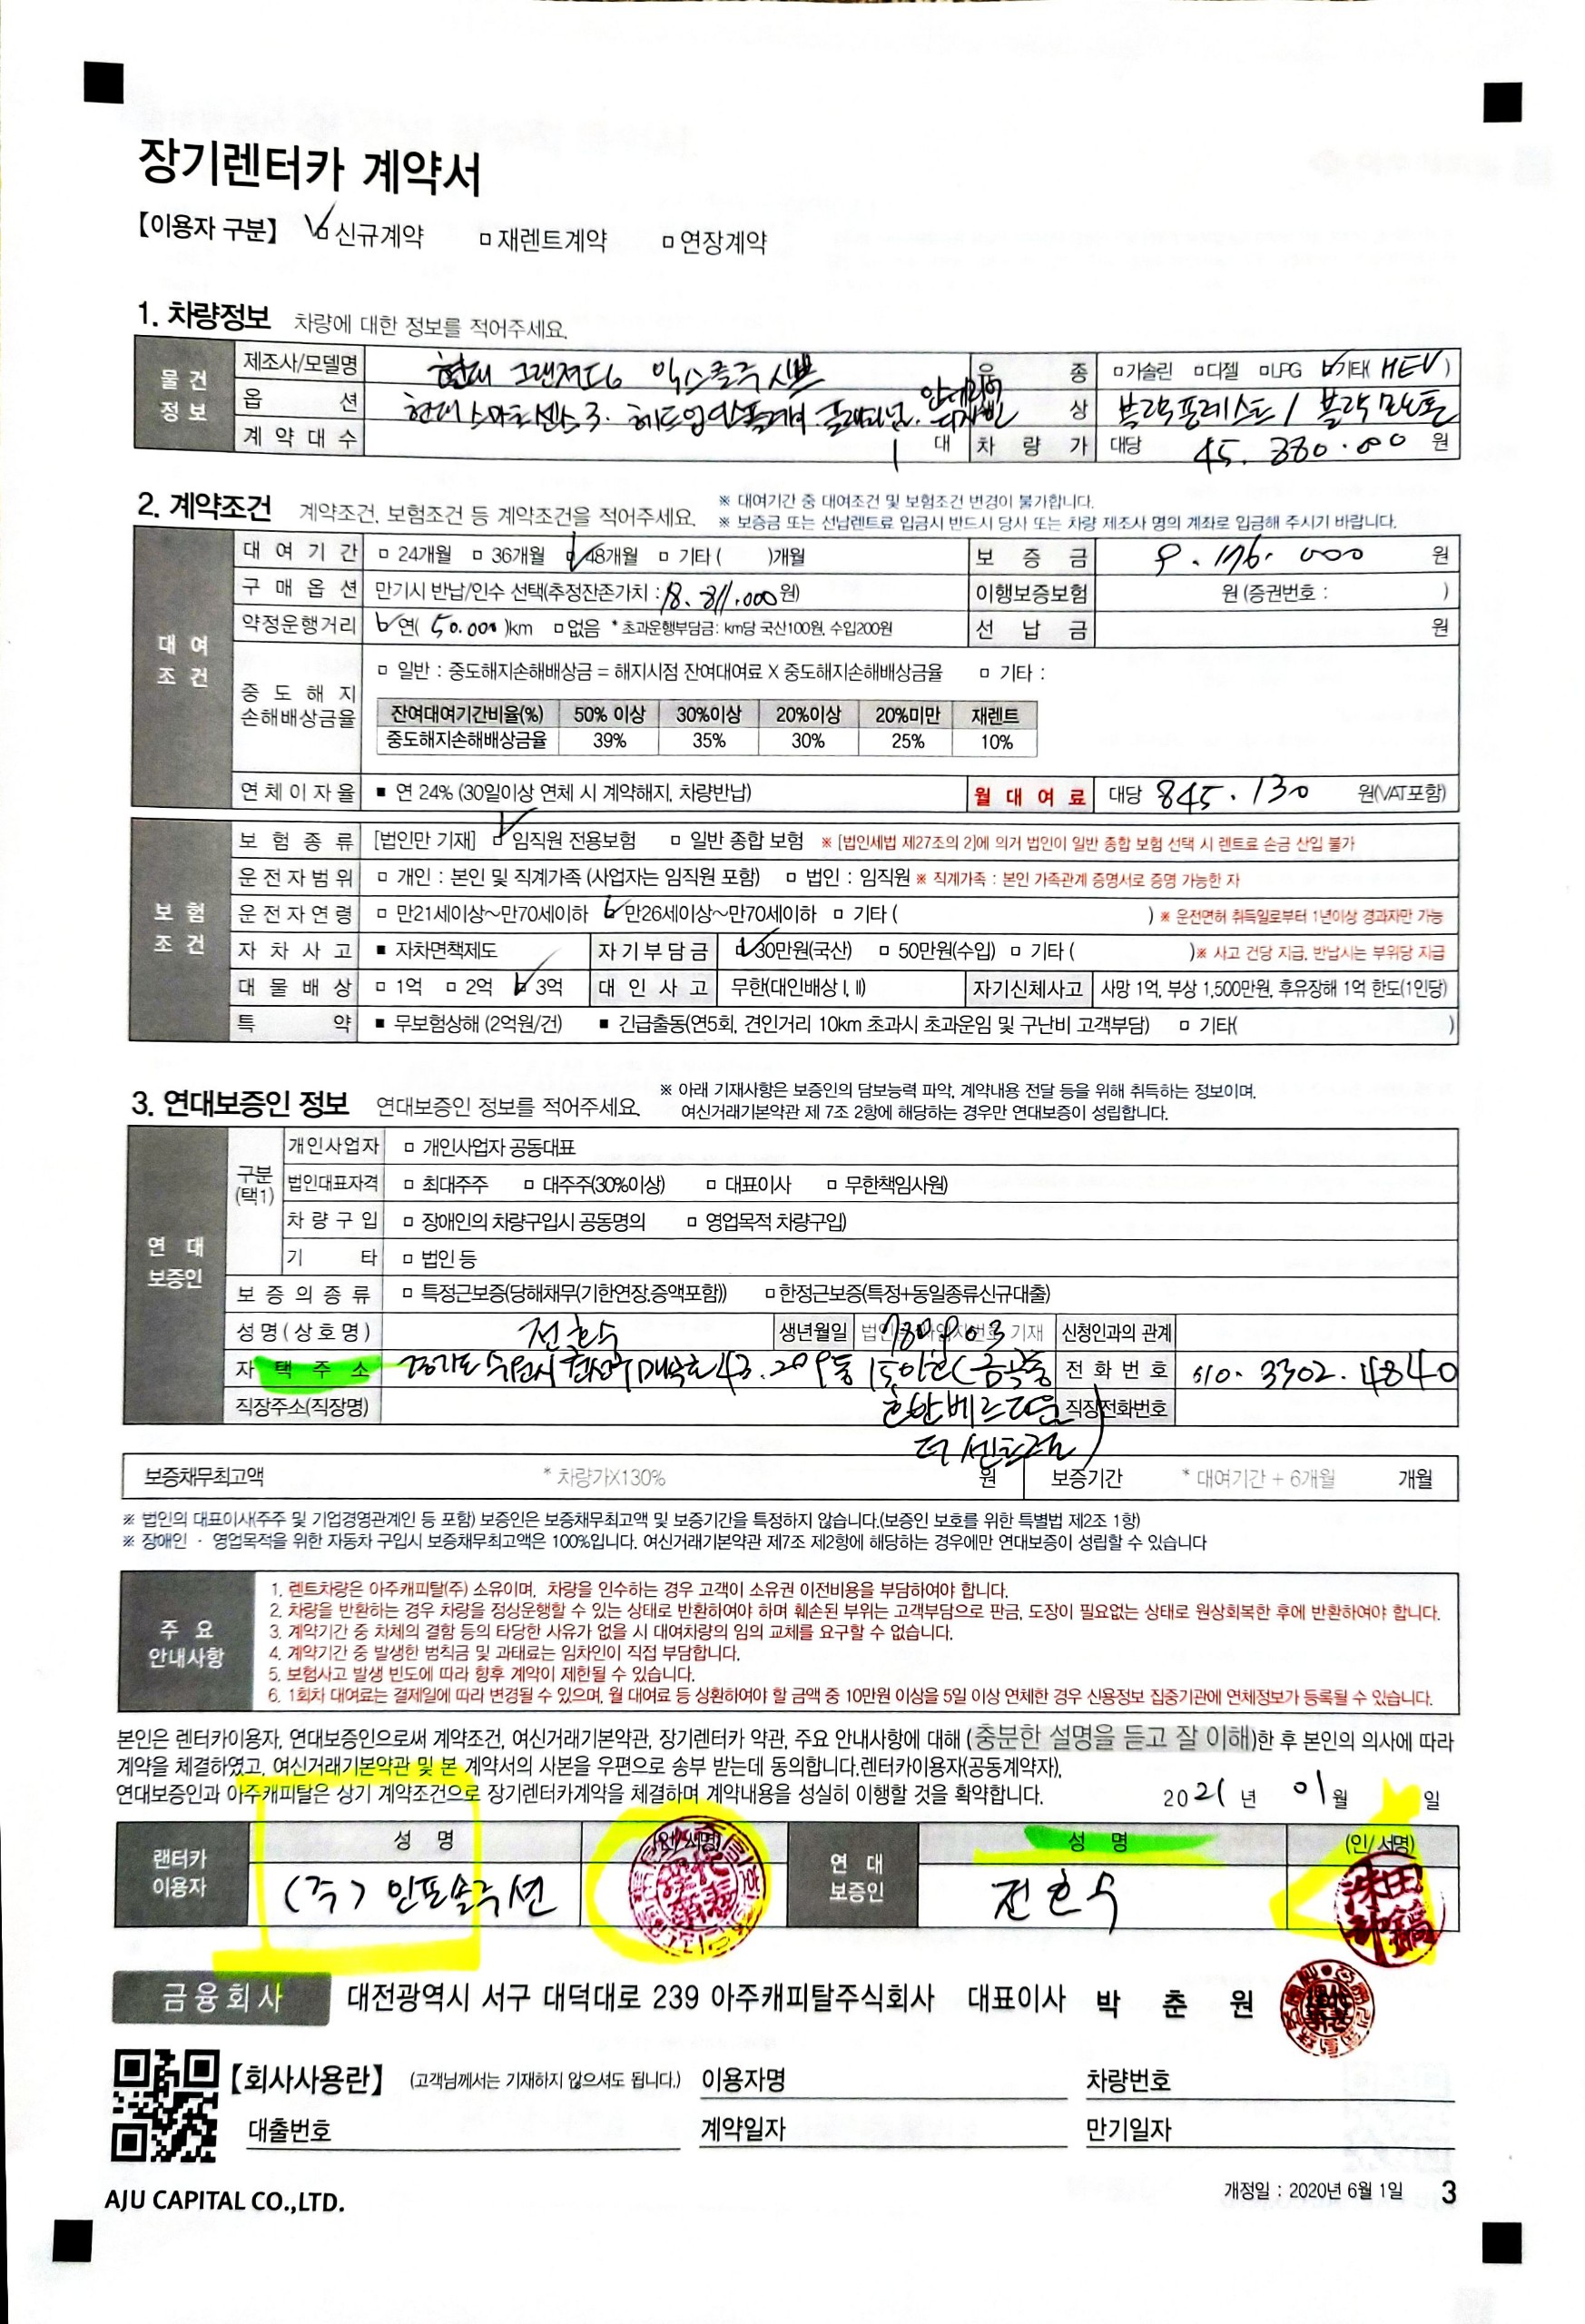 장기렌터카 계약서
【이용자 구분】 ☑ 신규계약 □ 재렌트계약 □ 연장계약
1. 차량정보 차량에 대한 정보를 적어주세요.
물건정보
제조사/모델명 현대 그랜저 익스클루시브 유종 □가솔린 □디젤 □LPG ☑기타( HEV )
옵션 현대스마트센스3. 헤드업디스플레이. 플래티넘. 색상 블랙포레스트 / 블랙모노톤
계약대수 1 대 차량가 대당 원
2. 계약조건 계약조건, 보험조건 등 계약조건을 적어주세요.
※ 대여기간 중 대여조건 및 보험조건 변경이 불가합니다.
※ 보증금 또는 선납렌트료 입금시 반드시 당사 또는 차량 제조사 명의 계좌로 입금해 주시기 바랍니다.
대여조건
대여기간 □ 24개월 □ 36개월 ☑ 48개월 □ 기타 ( )개월 보증금 9.176.000 원
구매옵션 만기시 반납/인수 선택(추정잔존가치 : 18.311.000원) 이행보증보험 원 (증권번호 : )
약정운행거리 ☑연( 50.000 )km □없음 * 초과운행부담금: km당 국산100원, 수입200원 선납금 원
중도해지손해배상금율
□ 일반 : 중도해지손해배상금 = 해지시점 잔여대여료 X 중도해지손해배상금율 □ 기타 :
잔여대여기간비율(%) 50% 이상 30%이상 20%이상 20%미만 재렌트
중도해지손해배상금율 39% 35% 30% 25% 10%
연체이자율 ■ 연 24% (30일이상 연체 시 계약해지, 차량반납) 월대여료 대당 845.130 원(VAT포함)
보험조건
보험종류 [법인만 기재] ☑ 임직원 전용보험 □ 일반 종합 보험 ※ [법인세법 제27조의 2]에 의거 법인이 일반 종합 보험 선택 시 렌트료 손금 산입 불가
운전자범위 □ 개인 : 본인 및 직계가족 (사업자는 임직원 포함) □ 법인 : 임직원 ※ 직계가족 : 본인 가족관계 증명서로 증명 가능한 자
운전자연령 □ 만21세이상~만70세이하 ☑ 만26세이상~만70세이하 □ 기타 ( ) ※ 운전면허 취득일로부터 1년이상 경과자만 가능
자차사고 ■ 자차면책제도 자기부담금 ☑ 30만원(국산) □ 50만원(수입) □ 기타 ( )※ 사고 건당 지급, 반납시는 부위당 지급
대물배상 □ 1억 □ 2억 ☑ 3억 대인사고 무한(대인배상 I, II) 자기신체사고 사망 1억, 부상 1,500만원, 후유장해 1억 한도(1인당)
특약 ■ 무보험상해 (2억원/건) ■ 긴급출동(연5회, 견인거리 10km 초과시 초과운임 및 구난비 고객부담) □ 기타( )
3. 연대보증인 정보 연대보증인 정보를 적어주세요.
※ 아래 기재사항은 보증인의 담보능력 파악, 계약내용 전달 등을 위해 취득하는 정보이며,
여신거래기본약관 제 7조 2항에 해당하는 경우만 연대보증이 성립합니다.
연대보증인
구분(택1)
개인사업자 □ 개인사업자 공동대표
법인대표자격 □ 최대주주 □ 대주주(30%이상) □ 대표이사 □ 무한책임사원)
차량구입 □ 장애인의 차량구입시 공동명의 □ 영업목적 차량구입)
기타 □ 법인 등
보증의종류 □ 특정근보증(당해채무(기한연장.증액포함)) □ 한정근보증(특정+동일종류신규대출)
성명(상호명) 전호수 생년월일 기재 신청인과의 관계
자택주소 경기도 수원시 권선구 209동 (금곡동 전화번호 010. 3302. 4840
직장주소(직장명) 호반베르디움 직장전화번호
더센트럴)
보증채무최고액 * 차량가X130% 원 보증기간 * 대여기간 + 6개월 개월
※ 법인의 대표이사(주주 및 기업경영관계인 등 포함) 보증인은 보증채무최고액 및 보증기간을 특정하지 않습니다.(보증인 보호를 위한 특별법 제2조 1항)
※ 장애인 · 영업목적을 위한 자동차 구입시 보증채무최고액은 100%입니다. 여신거래기본약관 제7조 제2항에 해당하는 경우에만 연대보증이 성립할 수 있습니다
주요안내사항
1. 렌트차량은 아주캐피탈(주) 소유이며, 차량을 인수하는 경우 고객이 소유권 이전비용을 부담하여야 합니다.
2. 차량을 반환하는 경우 차량을 정상운행할 수 있는 상태로 반환하여야 하며 훼손된 부위는 고객부담으로 판금, 도장이 필요없는 상태로 원상회복한 후에 반환하여야 합니다.
3. 계약기간 중 차체의 결함 등의 타당한 사유가 없을 시 대여차량의 임의 교체를 요구할 수 없습니다.
4. 계약기간 중 발생한 범칙금 및 과태료는 임차인이 직접 부담합니다.
5. 보험사고 발생 빈도에 따라 향후 계약이 제한될 수 있습니다.
6. 1회차 대여료는 결제일에 따라 변경될 수 있으며, 월 대여료 등 상환하여야 할 금액 중 10만원 이상을 5일 이상 연체한 경우 신용정보 집중기관에 연체정보가 등록될 수 있습니다.
본인은 렌터카이용자, 연대보증인으로써 계약조건, 여신거래기본약관, 장기렌터카 약관, 주요 안내사항에 대해 (충분한 설명을 듣고 잘 이해)한 후 본인의 의사에 따라
계약을 체결하였고, 여신거래기본약관 및 본 계약서의 사본을 우편으로 송부 받는데 동의합니다.렌터카이용자(공동계약자),
연대보증인과 아주캐피탈은 상기 계약조건으로 장기렌터카계약을 체결하며 계약내용을 성실히 이행할 것을 확약합니다. 2021 년 01 월 일
랜터카이용자 성명 (인/서명) 연대보증인 성명 (인/서명)
(주) 인포솔루션 전호수
금융회사 대전광역시 서구 대덕대로 239 아주캐피탈주식회사 대표이사 박춘원
【회사사용란】 (고객님께서는 기재하지 않으셔도 됩니다.) 이용자명 차량번호
대출번호 계약일자 만기일자
AJU CAPITAL CO.,LTD.
개정일 : 2020년 6월 1일 3